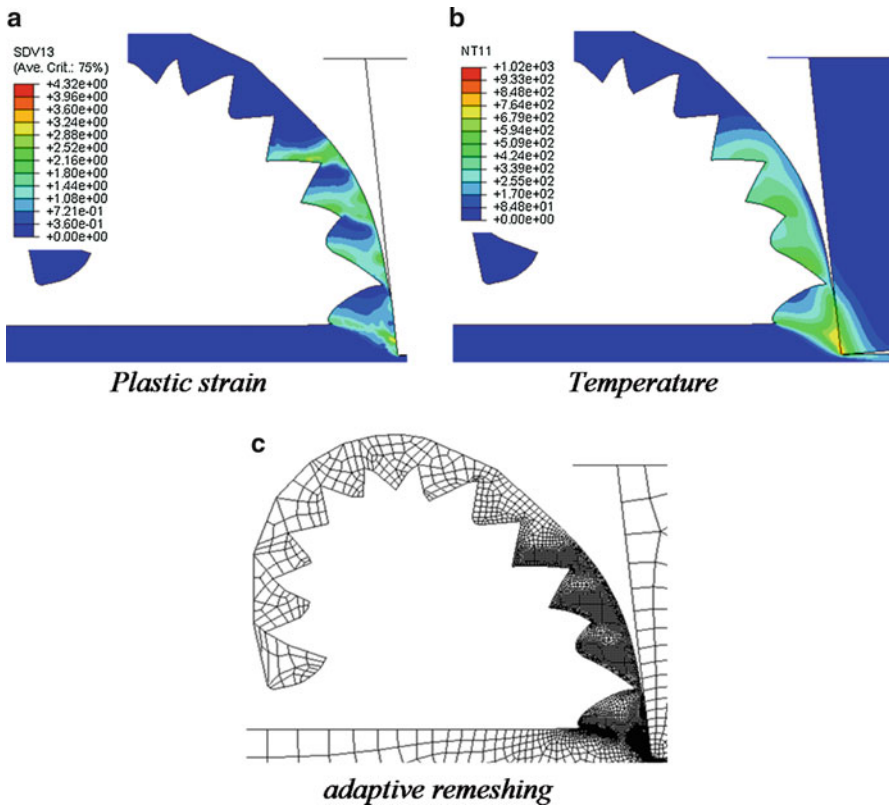 a
SDV13
(Ave. Crit.: 75%)
+4.32e+00
+3.96e+00
+3.60e+00
+3.24e+00
+2.88e+00
+2.52e+00
+2.16e+00
+1.80e+00
+1.44e+00
+1.08e+00
+7.21e-01
+3.60e-01
+0.00e+00
Plastic strain
b
NT11
+1.02e+03
+9.33e+02
+8.48e+02
+7.64e+02
+6.79e+02
+5.94e+02
+5.09e+02
+4.24e+02
+3.39e+02
+2.55e+02
+1.70e+02
+8.48e+01
+0.00e+00
Temperature
c
adaptive remeshing